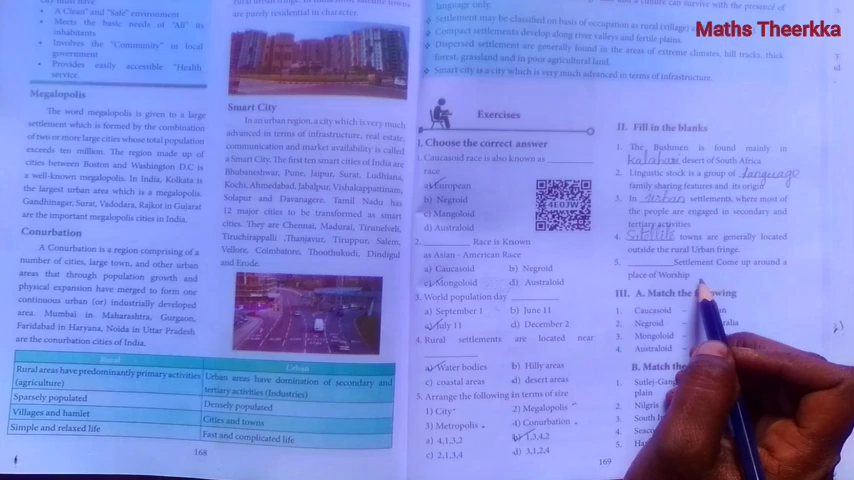 Maths Theerkka
city must have
A Clean" and "Safe" environment
Meets the basic needs of "All" its
inhabitants
Involves the "Community" in local
government
Provides easily accessible "Health
service.
Megalopolis
The word megalopolis is given to a large
settlement which is formed by the combination
of two or more large cities whose total population
exceeds ten million. The region made up of
cities between Boston and Washington D.C is
a well-known megalopolis. In India, Kolkata is
the largest urban area which is a megalopolis.
Gandhinagar, Surat, Vadodara, Rajkot in Gujarat
are the important megalopolis cities in India.
Conurbation
A Conurbation is a region comprising of a
number of cities, large town, and other urban
areas that through population growth and
physical expansion have merged to form one
continuous urban (or) industrially developed
area. Mumbai in Maharashtra, Gurgaon,
Faridabad in Haryana, Noida in Uttar Pradesh
are the conurbation cities of India.
are purely residential in character.
Smart City
In an urban region, a city which is very much
advanced in terms of infrastructure, real estate,
communication and market availability is called
a Smart City. The first ten smart cities of India are
Bhubaneshwar, Pune, Jaipur, Surat, Ludhiana,
Kochi, Ahmedabad, Jabalpur, Vishakappattinam,
Solapur and Davanagere. Tamil Nadu has
12 major cities to be transformed as smart
cities. They are Chennai, Madurai, Tirunelveli,
Tiruchirappalli ,Thanjavur, Tiruppur, Salem,
Vellore, Coimbatore, Thoothukudi, Dindigul
and Erode.
Rural Urban
Rural areas have predominantly primary activities (agriculture) Urban areas have domination of secondary and tertiary activities (Industries)
Sparsely populated Densely populated
Villages and hamlet Cities and towns
Simple and relaxed life Fast and complicated life
168
language only.
Settlement may be classified on basis of occupation as rural (village)
Compact settlements develop along river valleys and fertile plains.
Dispersed settlement are generally found in the areas of extreme climates, hill tracks, thick
forest, grassland and in poor agricultural land.
Smart city is a city which is very much advanced in terms of infrastructure.
Exercises
I. Choose the correct answer
1. Caucasoid race is also known as ________
race
a) European
b) Negroid
c) Mangoloid
d) Australoid
4E0JW
2. ________ Race is Known
as Asian - American Race
a) Caucasoid b) Negroid
c) Mongoloid d) Australoid
3. World population day ________
a) September 1 b) June 11
c) July 11 d) December 2
4. Rural settlements are located near
________
a) Water bodies b) Hilly areas
c) coastal areas d) desert areas
5. Arrange the following in terms of size
1) City 2) Megalopolis
3) Metropolis 4) Conurbation
a) 4,1,3,2 b) 1,3,4,2
c) 2,1,3,4 d) 3,1,2,4
II. Fill in the blanks
1. The Bushmen is found mainly in
kalahari desert of South Africa
2. Lingustic stock is a group of language
family sharing features and its origin
3. In urban settlements, where most of
the people are engaged in secondary and
tertiary activities
4. Satellite towns are generally located
outside the rural Urban fringe.
5. ________ Settlement Come up around a
place of Worship
III. A. Match the following
1. Caucasoid -
2. Negroid -
3. Mongoloid -
4. Australoid -
B. Match the
1.
plain
2. Nilgris
3. South
4.
5.
169